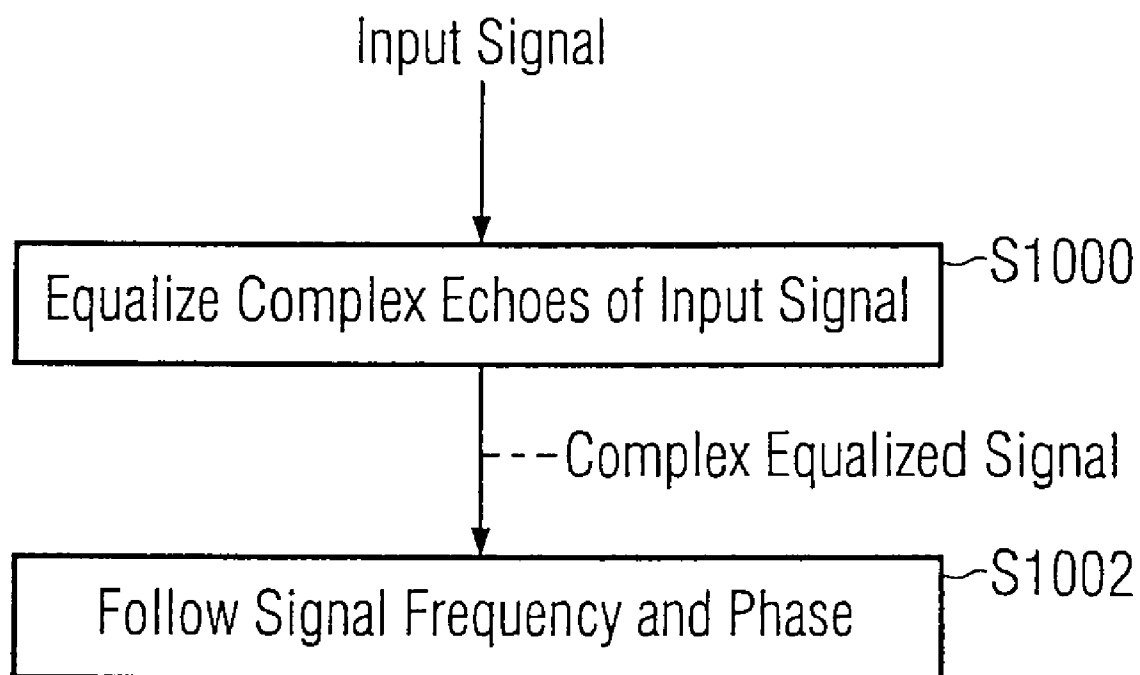 Input Signal
S1000
Equalize Complex Echoes of Input Signal
Complex Equalized Signal
S1002
Follow Signal Frequency and Phase